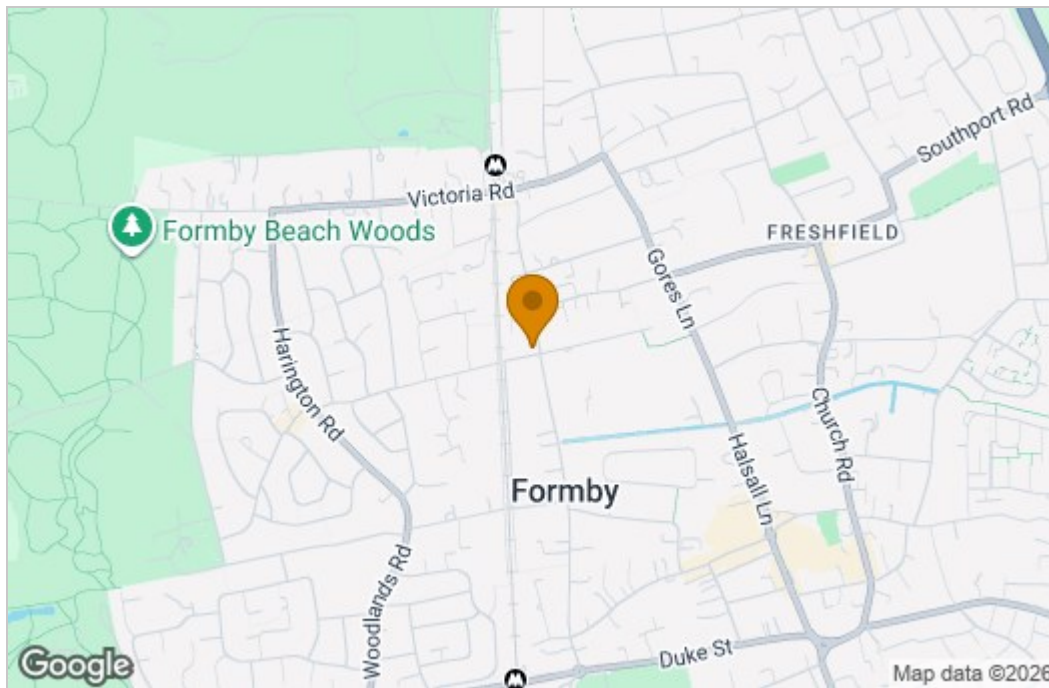 Southport Rd
Victoria Rd
Formby Beach Woods
FRESHFIELD
Gores Ln
Harington Rd
Church Rd
Halsall Ln
Formby
Woodlands Rd
Duke St
Google
Map data ©2026